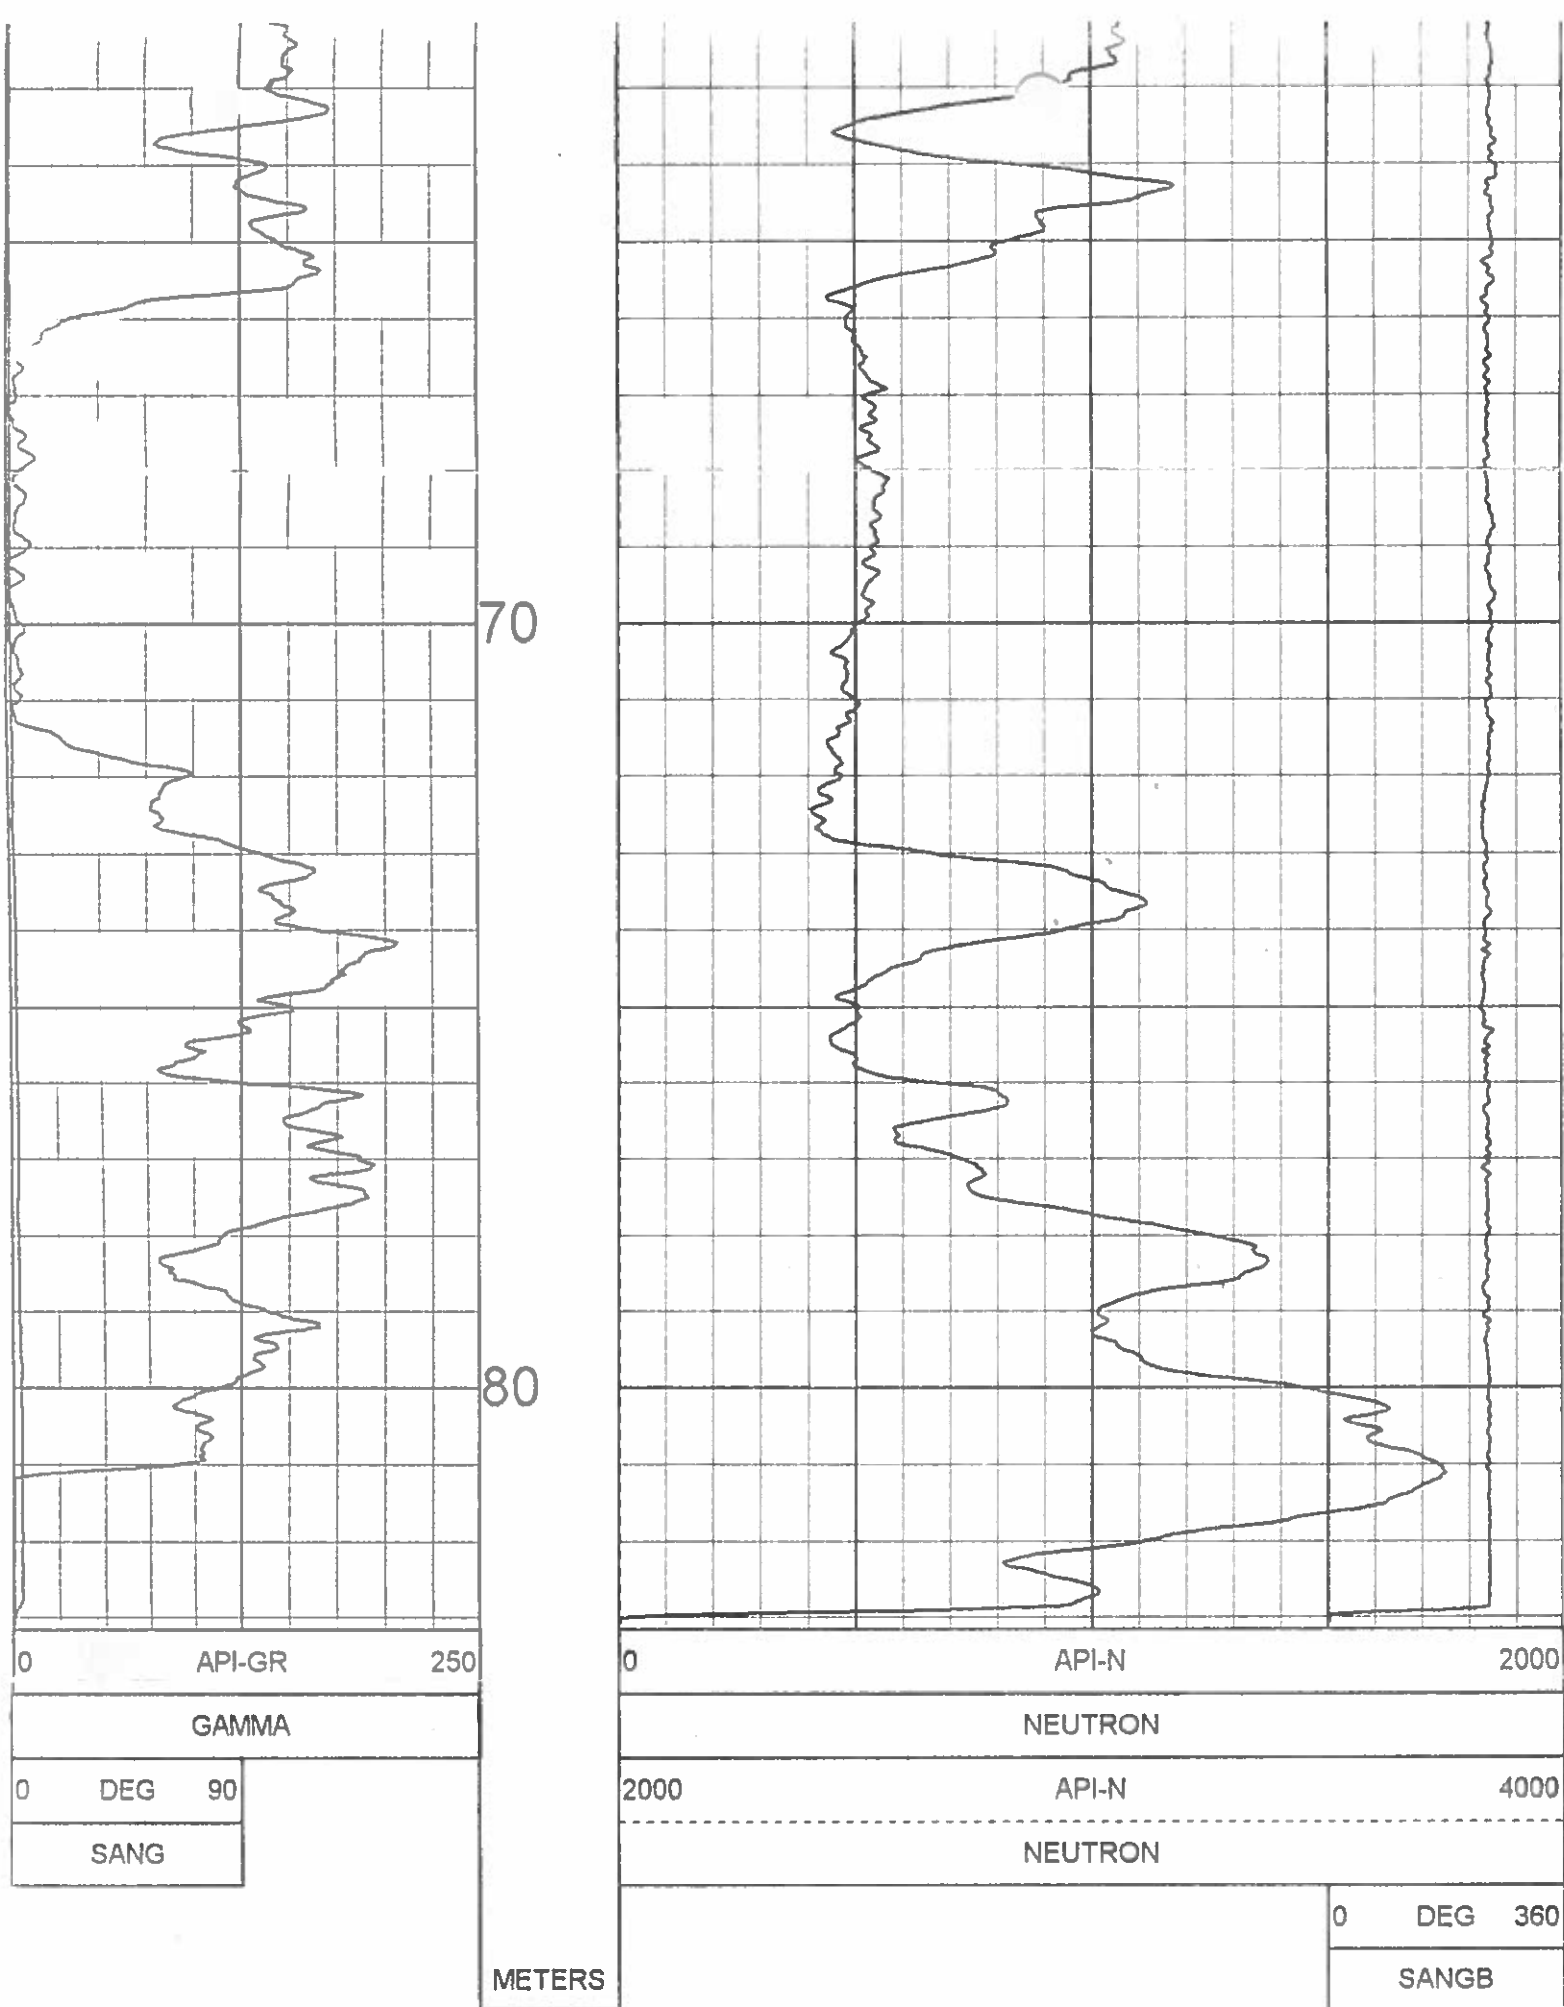 70
80
0 API-GR 250
0 API-N 2000
GAMMA
NEUTRON
0 DEG 90
2000 API-N 4000
SANG
NEUTRON
0 DEG 360
METERS
SANGB